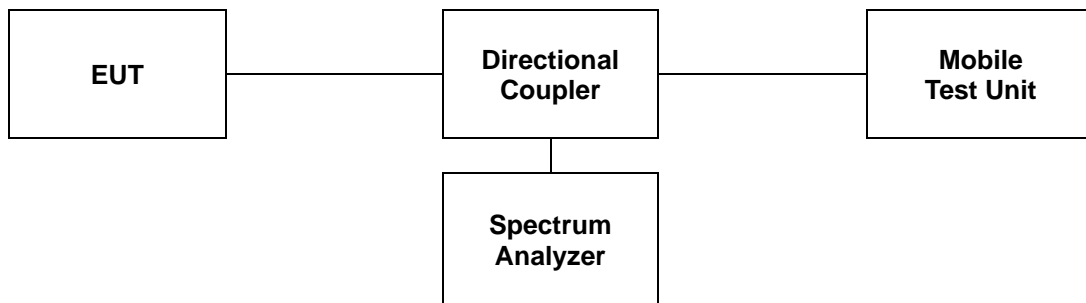 EUT
Directional
Coupler
Mobile
Test Unit
Spectrum
Analyzer